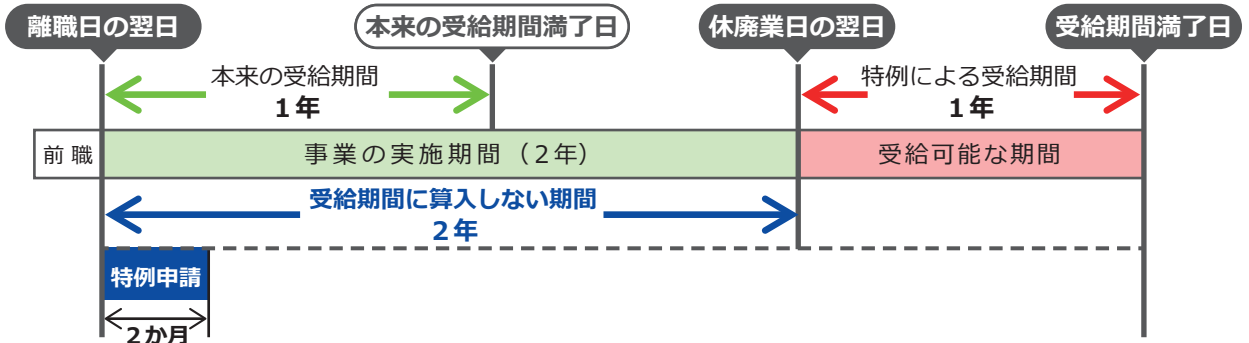 離職日の翌日
本来の受給期間満了日
休廃業日の翌日
受給期間満了日
本来の受給期間
1年
特例による受給期間
1年
前職
事業の実施期間（2年）
受給可能な期間
受給期間に算入しない期間
2年
特例申請
2か月